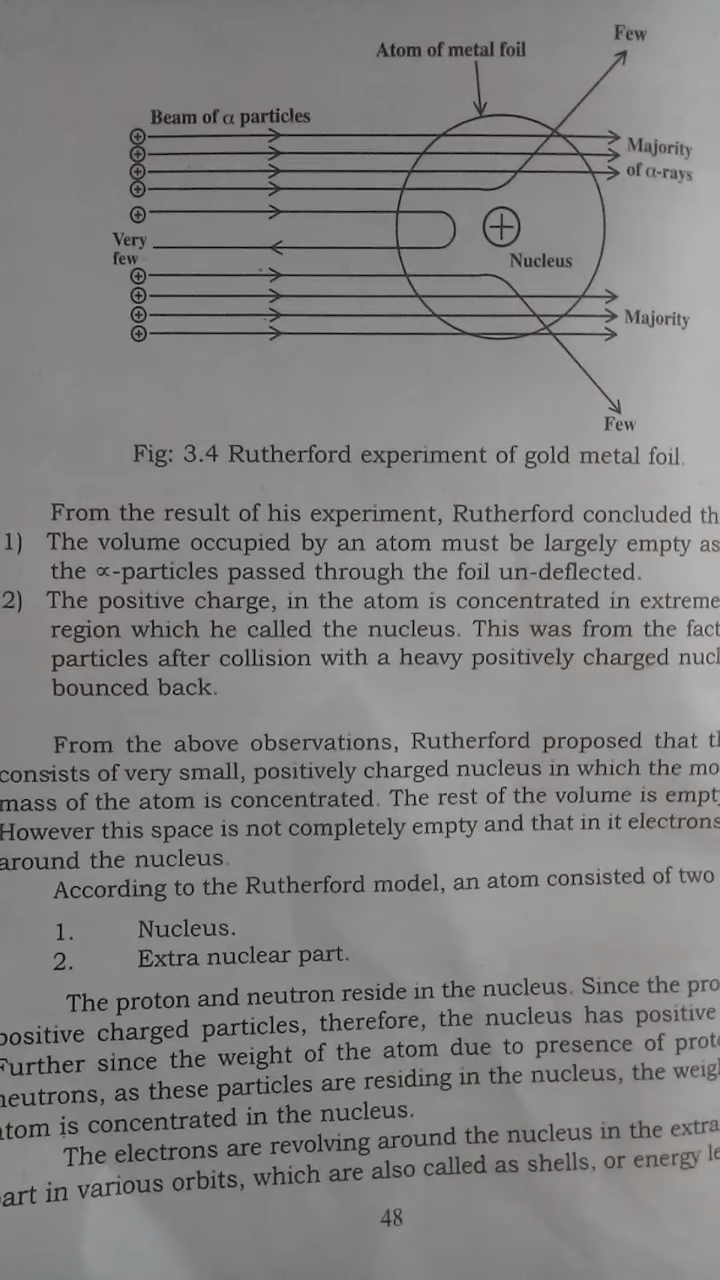 Few
Atom of metal foil
Beam of α particles
Majority
of α-rays
Very
few
Nucleus
Majority
Few
Fig: 3.4 Rutherford experiment of gold metal foil.
From the result of his experiment, Rutherford concluded th
1) The volume occupied by an atom must be largely empty as
the ∝-particles passed through the foil un-deflected.
2) The positive charge, in the atom is concentrated in extreme
region which he called the nucleus. This was from the fact
particles after collision with a heavy positively charged nucl
bounced back.
From the above observations, Rutherford proposed that th
consists of very small, positively charged nucleus in which the mo
mass of the atom is concentrated. The rest of the volume is empty
However this space is not completely empty and that in it electrons
around the nucleus.
According to the Rutherford model, an atom consisted of two
1. Nucleus.
2. Extra nuclear part.
The proton and neutron reside in the nucleus. Since the pro
positive charged particles, therefore, the nucleus has positive
Further since the weight of the atom due to presence of prot
neutrons, as these particles are residing in the nucleus, the weig
atom is concentrated in the nucleus.
The electrons are revolving around the nucleus in the extra
part in various orbits, which are also called as shells, or energy le
48